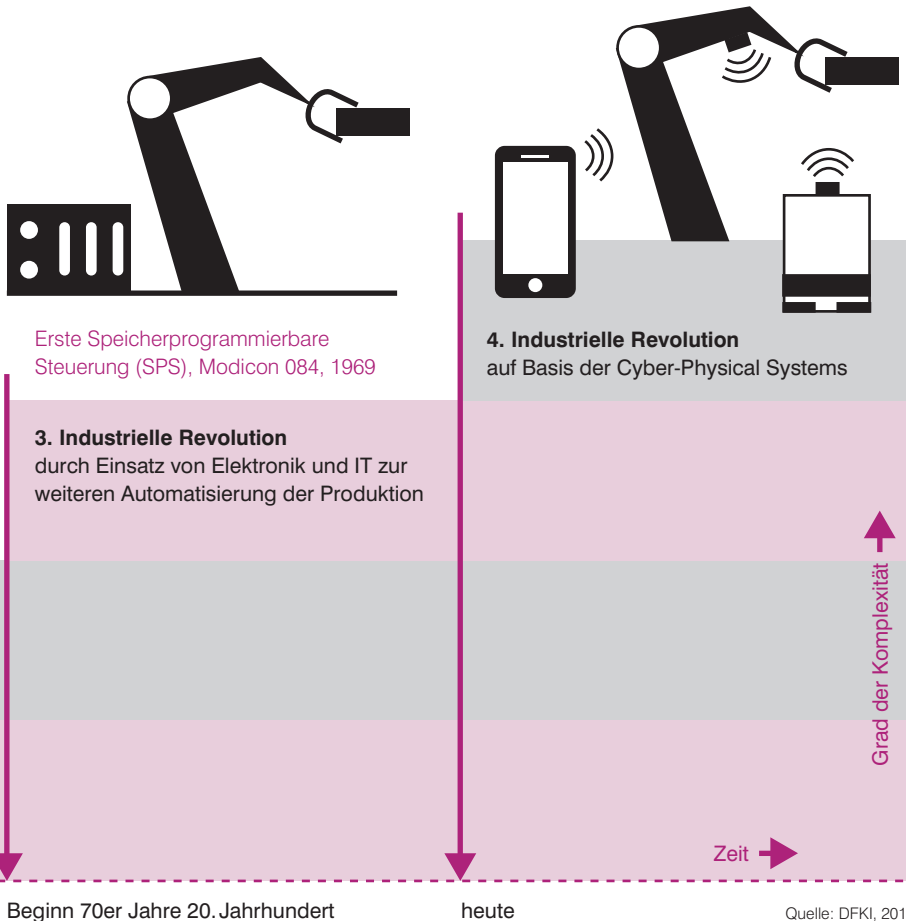 Erste Speicherprogrammierbare
Steuerung (SPS), Modicon 084, 1969
3. Industrielle Revolution
durch Einsatz von Elektronik und IT zur
weiteren Automatisierung der Produktion
4. Industrielle Revolution
auf Basis der Cyber-Physical Systems
Grad der Komplexität
Zeit
Beginn 70er Jahre 20. Jahrhundert
heute
Quelle: DFKI,